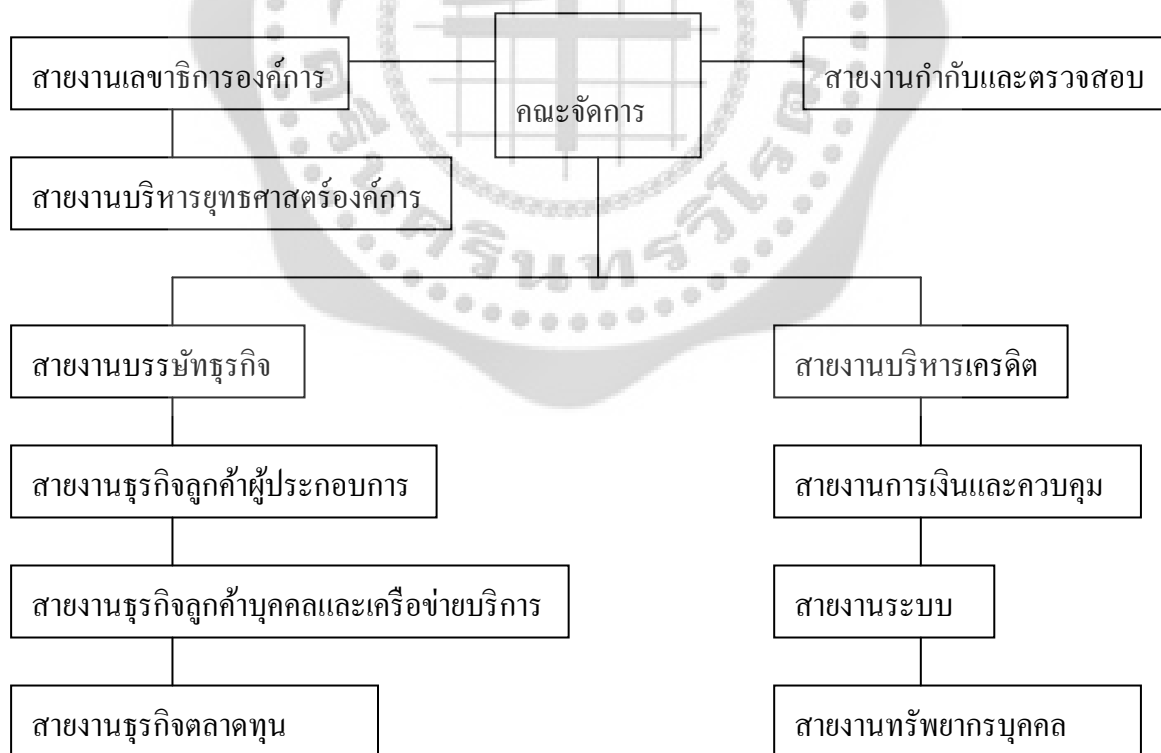 สายงานเลขาธิการองค์การ
คณะจัดการ
สายงานกำกับและตรวจสอบ
สายงานบริหารยุทธศาสตร์องค์การ
สายงานบรรษัทธุรกิจ
สายงานบริหารเครดิต
สายงานธุรกิจลูกค้าผู้ประกอบการ
สายงานการเงินและควบคุม
สายงานธุรกิจลูกค้าบุคคลและเครือข่ายบริการ
สายงานระบบ
สายงานธุรกิจตลาดทุน
สายงานทรัพยากรบุคคล